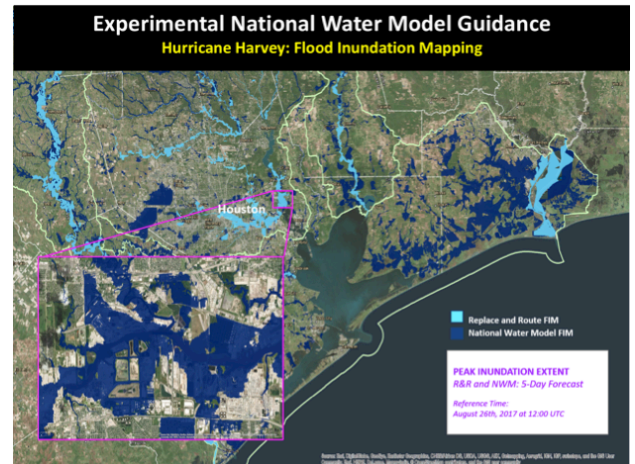 Experimental National Water Model Guidance
Hurricane Harvey: Flood Inundation Mapping
Houston
Replace and Route FIM
National Water Model FIM
PEAK INUNDATION EXTENT
R&R and NWM: 5-Day Forecast
Reference Time:
August 26th, 2017 at 12:00 UTC